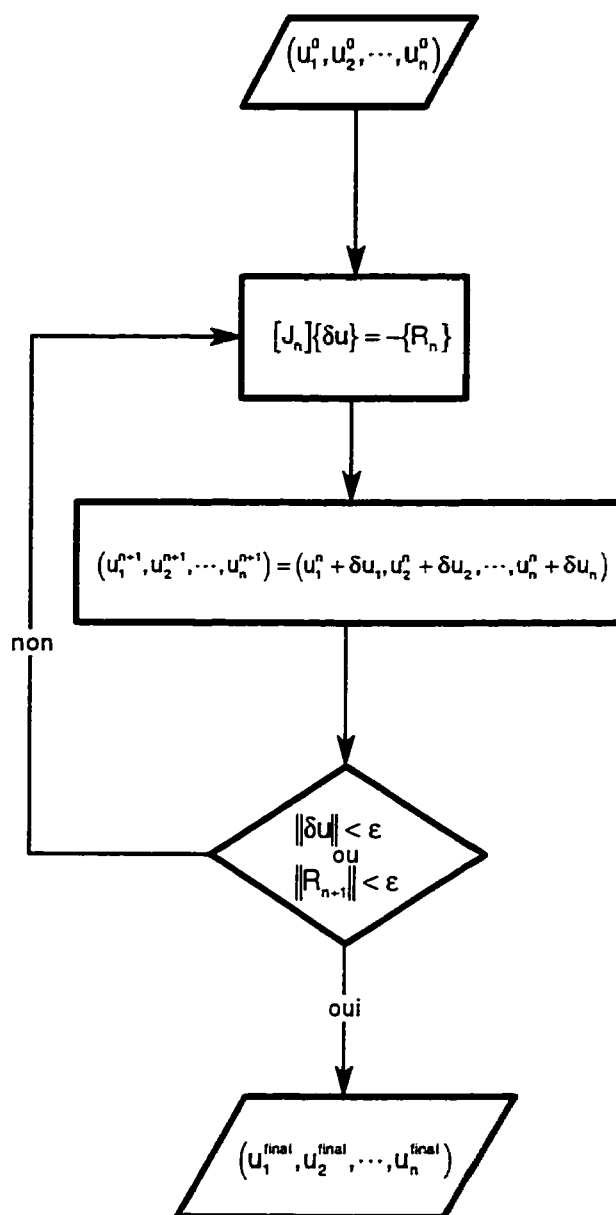 (u₁⁰, u₂⁰, ⋯, uₙ⁰)
[Jₙ]{δu} = −{Rₙ}
(u₁ⁿ⁺¹, u₂ⁿ⁺¹, ⋯, uₙⁿ⁺¹) = (u₁ⁿ + δu₁, u₂ⁿ + δu₂, ⋯, uₙⁿ + δuₙ)
non
‖δu‖ < ε
ou
‖Rₙ₊₁‖ < ε
oui
(u₁^final, u₂^final, ⋯, uₙ^final)